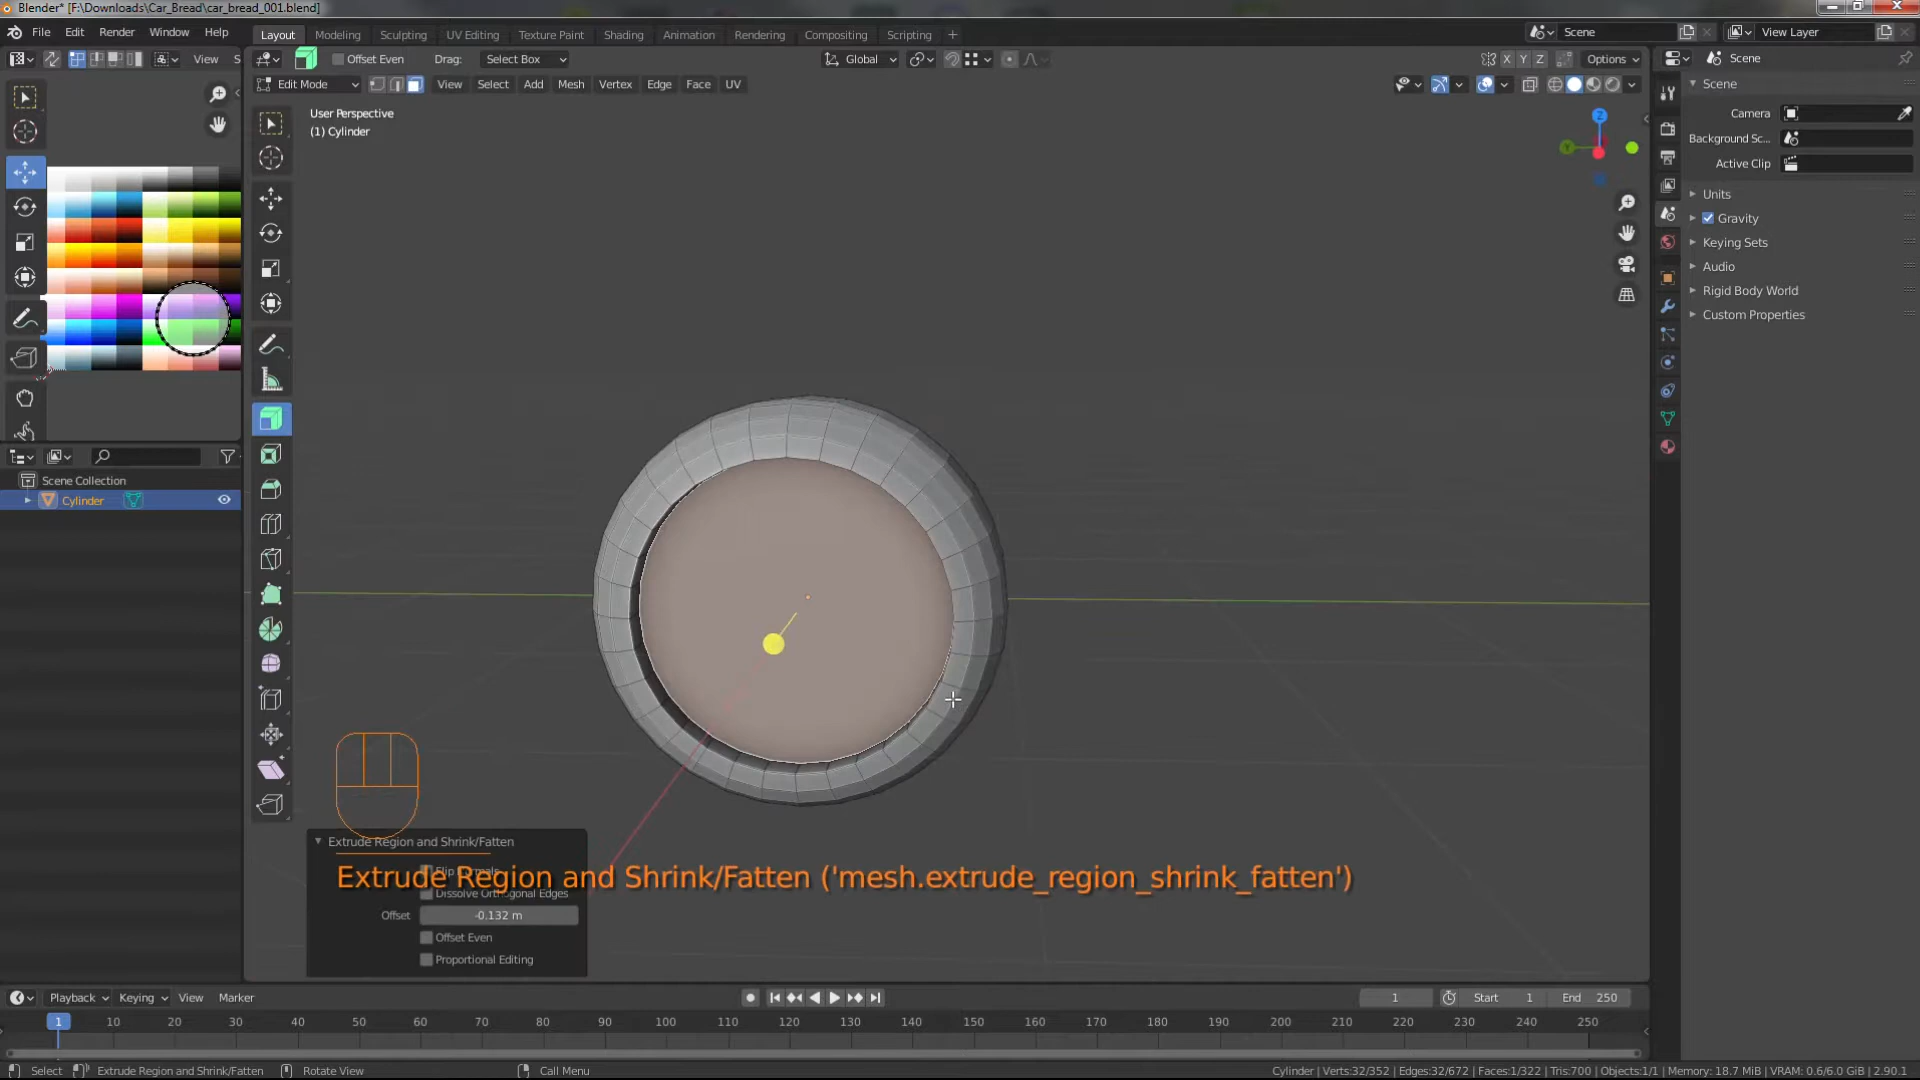 Blender* [F:\Downloads\Car_Bread\car_bread_001.blend]
File Edit Render Window Help
Layout Modeling Sculpting UV Editing Texture Paint Shading Animation Rendering Compositing Scripting
Scene View Layer
View S
Offset Even Drag: Select Box Global X Y Z Options
Scene
Edit Mode View Select Add Mesh Vertex Edge Face UV
Scene
User Perspective
(1) Cylinder
Camera
Background Sc...
Active Clip
Units
Gravity
Keying Sets
Audio
Rigid Body World
Custom Properties
Z
Y
Scene Collection
Cylinder
Extrude Region and Shrink/Fatten
Flip Normals
Extrude Region and Shrink/Fatten ('mesh.extrude_region_shrink_fatten')
Dissolve Orthogonal Edges
Offset -0.132 m
Offset Even
Proportional Editing
Playback Keying View Marker 1 Start 1 End 250
1 10 20 30 40 50 60 70 80 90 100 110 120 130 140 150 160 170 180 190 200 210 220 230 240 250
Select Extrude Region and Shrink/Fatten Rotate View Call Menu Cylinder | Verts:32/352 | Edges:32/672 | Faces:1/322 | Tris:700 | Objects:1/1 | Memory: 18.7 MiB | VRAM: 0.6/6.0 GiB | 2.90.1